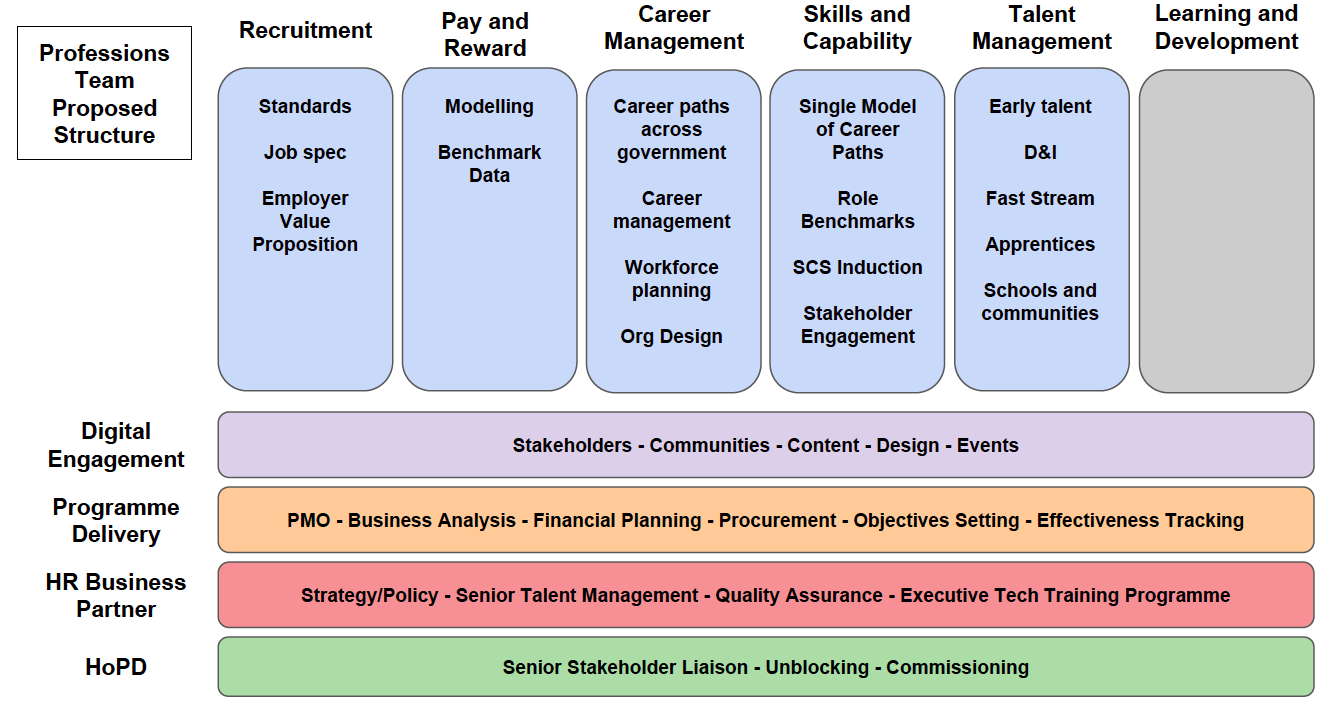 Professions
Team
Proposed
Structure
Recruitment
Pay and
Reward
Career
Management
Skills and
Capability
Talent
Management
Learning and
Development
Standards
Job spec
Employer
Value
Proposition
Modelling
Benchmark
Data
Career paths
across
government
Career
management
Workforce
planning
Org Design
Single Model
of Career
Paths
Role
Benchmarks
SCS Induction
Stakeholder
Engagement
Early talent
D&I
Fast Stream
Apprentices
Schools and
communities
Digital
Engagement
Stakeholders - Communities - Content - Design - Events
Programme
Delivery
PMO - Business Analysis - Financial Planning - Procurement - Objectives Setting - Effectiveness Tracking
HR Business
Partner
Strategy/Policy - Senior Talent Management - Quality Assurance - Executive Tech Training Programme
HoPD
Senior Stakeholder Liaison - Unblocking - Commissioning